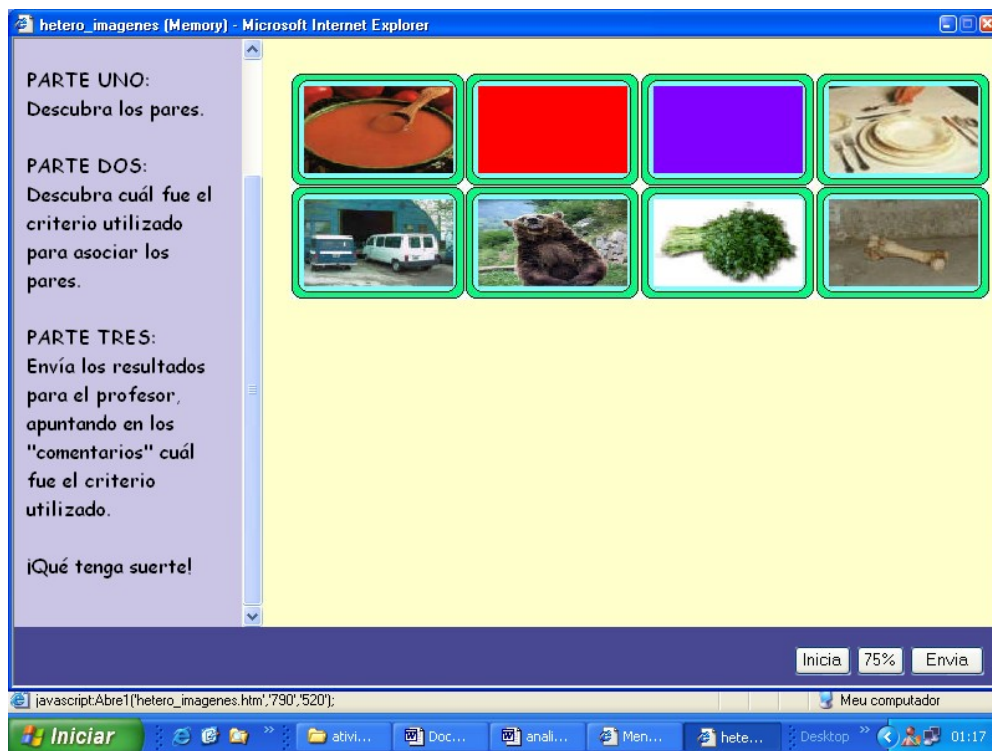 hetero_imagenes (Memory) - Microsoft Internet Explorer
PARTE UNO:
Descubra los pares.
PARTE DOS:
Descubra cuál fue el
criterio utilizado
para asociar los
pares.
PARTE TRES:
Envía los resultados
para el profesor,
apuntando en los
"comentarios" cuál
fue el criterio
utilizado.
¡Qué tenga suerte!
Inicia 75% Envia
javascript:Abre1('hetero_imagenes.htm','790','520'); Meu computador
Iniciar ativi... Doc... anali... Men... hete... Desktop 01:17